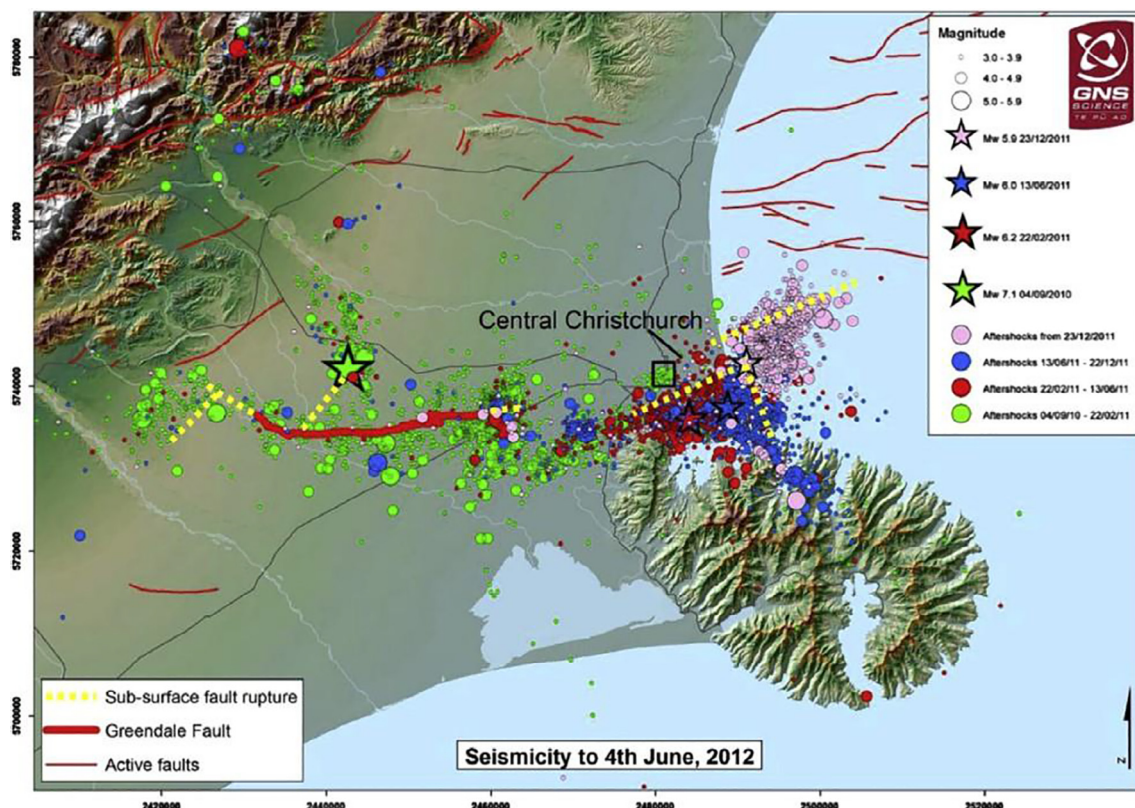 Magnitude
3.0 - 3.9
4.0 - 4.9
5.0 - 5.9
GNS
SCIENCE
TE PŪ AO
Mw 5.9 23/12/2011
Mw 6.0 13/06/2011
Mw 6.2 22/02/2011
Mw 7.1 04/09/2010
Aftershocks from 23/12/2011
Aftershocks 13/06/11 - 22/12/11
Aftershocks 22/02/11 - 13/06/11
Aftershocks 04/09/10 - 22/02/11
Central Christchurch
Sub-surface fault rupture
Greendale Fault
Active faults
Seismicity to 4th June, 2012
N
5780000
5760000
5740000
5720000
5700000
2420000
2440000
2460000
2480000
2500000
2520000